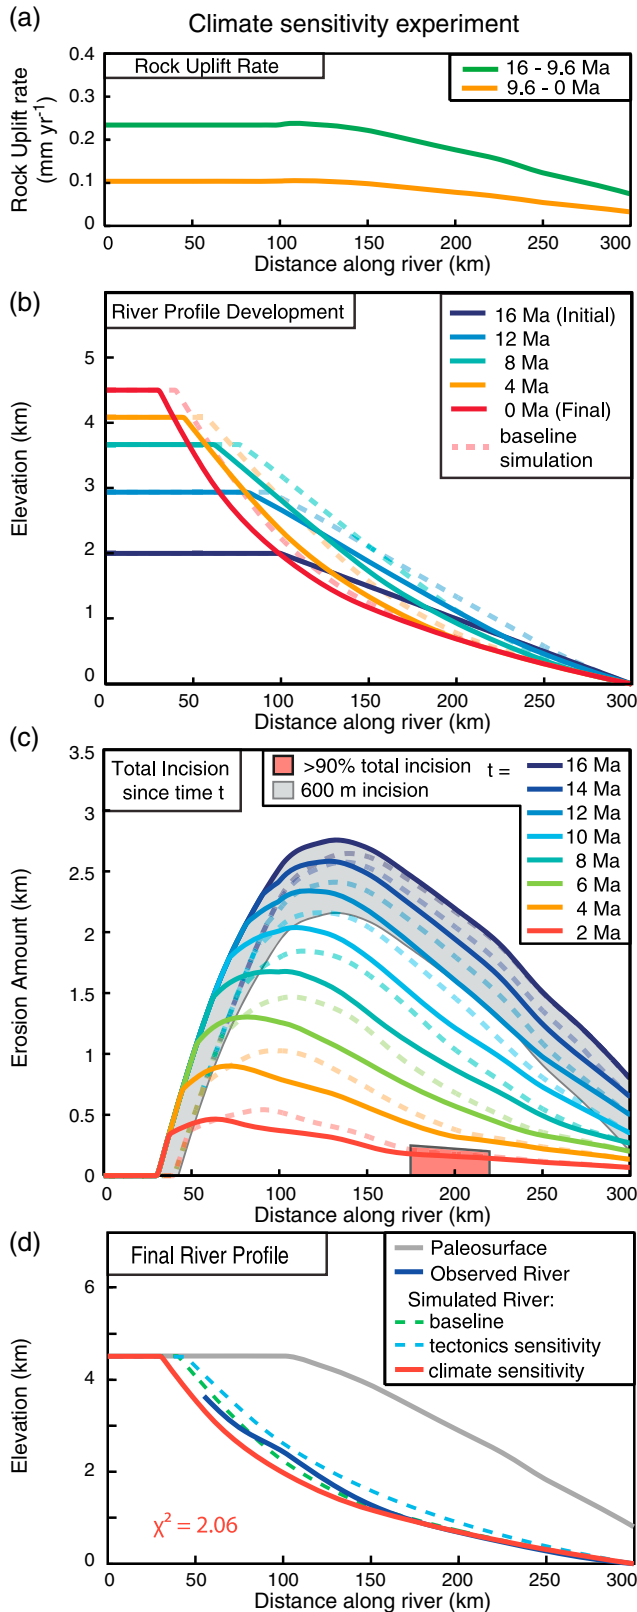 (a)
Climate sensitivity experiment
Rock Uplift Rate
16 - 9.6 Ma
9.6 - 0 Ma
Rock Uplift rate
(mm yr⁻¹)
0.4
0.3
0.2
0.1
0
0 50 100 150 200 250 300
Distance along river (km)
(b)
River Profile Development
16 Ma (Initial)
12 Ma
8 Ma
4 Ma
0 Ma (Final)
baseline
simulation
Elevation (km)
5
4
3
2
1
0
0 50 100 150 200 250 300
Distance along river (km)
(c)
Total Incision
since time t
>90% total incision
600 m incision
t =
16 Ma
14 Ma
12 Ma
10 Ma
8 Ma
6 Ma
4 Ma
2 Ma
Erosion Amount (km)
3.5
3
2.5
2
1.5
1
0.5
0
0 50 100 150 200 250 300
Distance along river (km)
(d)
Final River Profile
Paleosurface
Observed River
Simulated River:
baseline
tectonics sensitivity
climate sensitivity
Elevation (km)
6
4
2
0
χ² = 2.06
0 50 100 150 200 250 300
Distance along river (km)